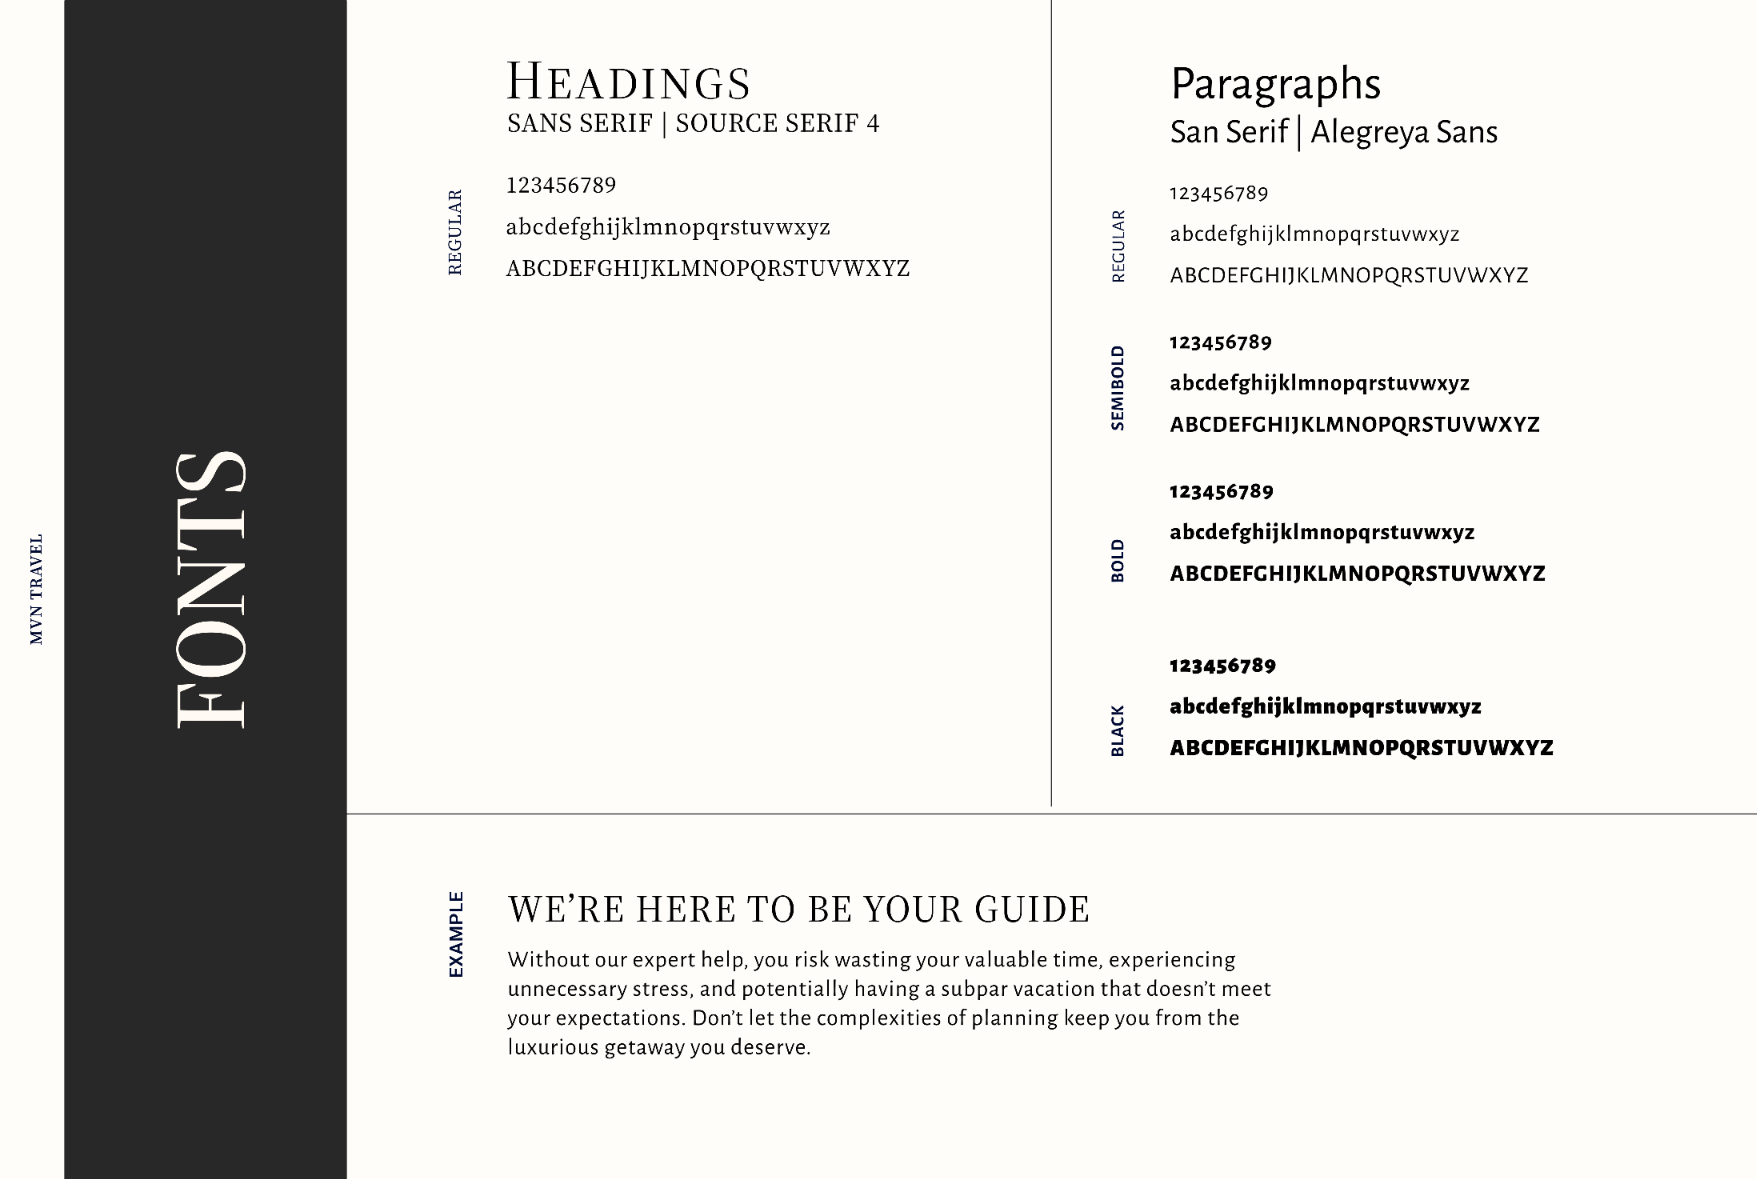 MVN TRAVEL
FONTS
HEADINGS
SANS SERIF | SOURCE SERIF 4
REGULAR
123456789
abcdefghijklmnopqrstuvwxyz
ABCDEFGHIJKLMNOPQRSTUVWXYZ
Paragraphs
San Serif | Alegreya Sans
REGULAR
123456789
abcdefghijklmnopqrstuvwxyz
ABCDEFGHIJKLMNOPQRSTUVWXYZ
SEMIBOLD
123456789
abcdefghijklmnopqrstuvwxyz
ABCDEFGHIJKLMNOPQRSTUVWXYZ
BOLD
123456789
abcdefghijklmnopqrstuvwxyz
ABCDEFGHIJKLMNOPQRSTUVWXYZ
BLACK
123456789
abcdefghijklmnopqrstuvwxyz
ABCDEFGHIJKLMNOPQRSTUVWXYZ
EXAMPLE
WE’RE HERE TO BE YOUR GUIDE
Without our expert help, you risk wasting your valuable time, experiencing
unnecessary stress, and potentially having a subpar vacation that doesn’t meet
your expectations. Don’t let the complexities of planning keep you from the
luxurious getaway you deserve.